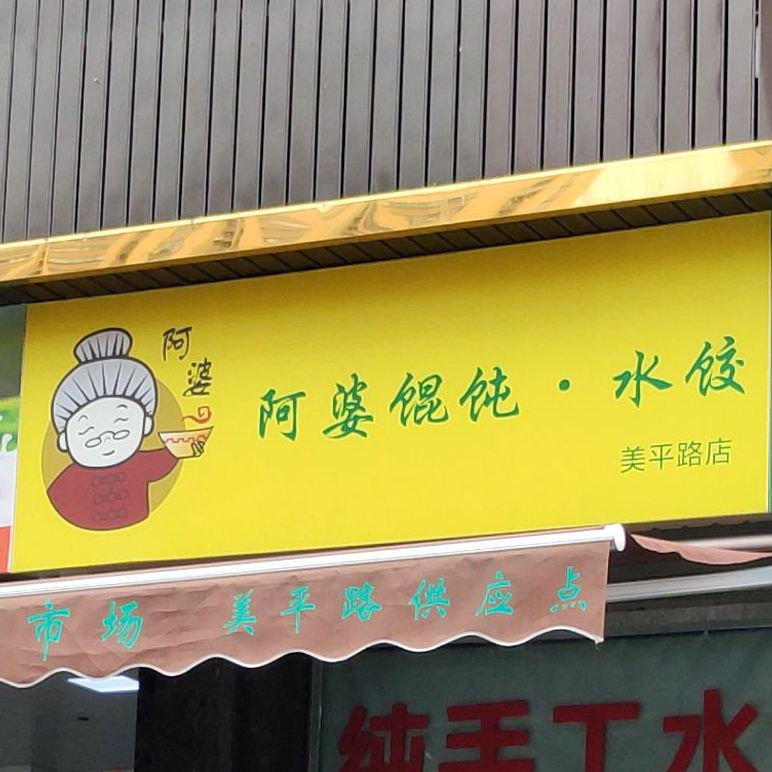 阿婆
阿婆馄饨·水饺
美平路店
市场 美平路供应点
纯手工水